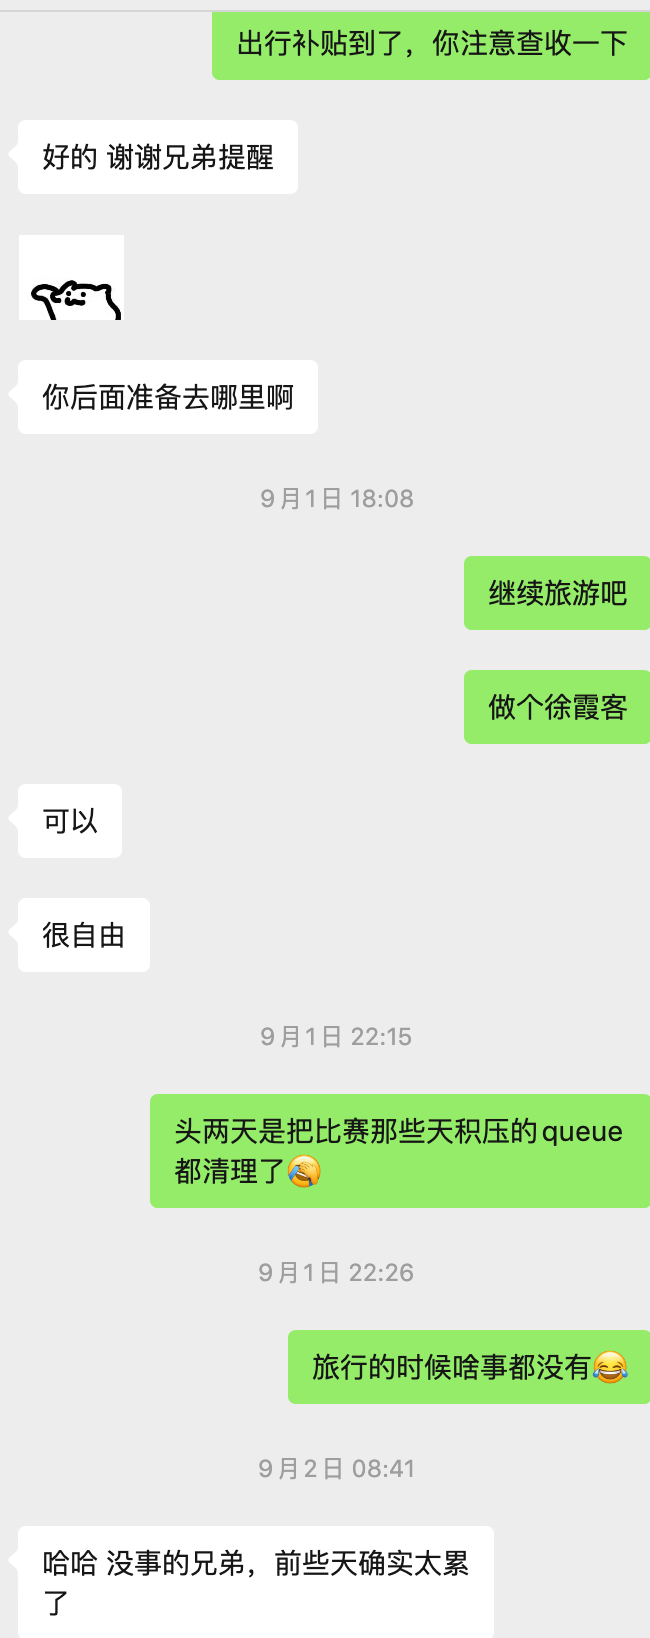 出行补贴到了，你注意查收一下
好的 谢谢兄弟提醒
你后面准备去哪里啊
9月1日 18:08
继续旅游吧
做个徐霞客
可以
很自由
9月1日 22:15
头两天是把比赛那些天积压的queue
都清理了🤣
9月1日 22:26
旅行的时候啥事都没有😂
9月2日 08:41
哈哈 没事的兄弟，前些天确实太累
了